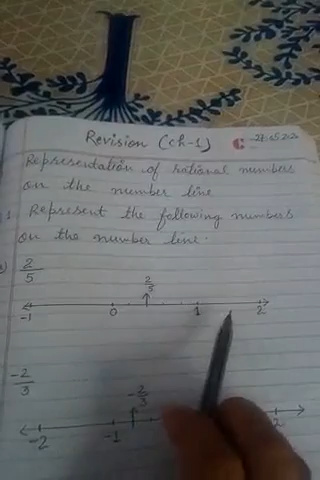 Revision (Ch-1)
Representation of rational numbers
on the number line
1. Represent the following numbers
on the number line.
2/5
2/5
-1 0 1 2
-2/3
-2/3
-2 -1 2